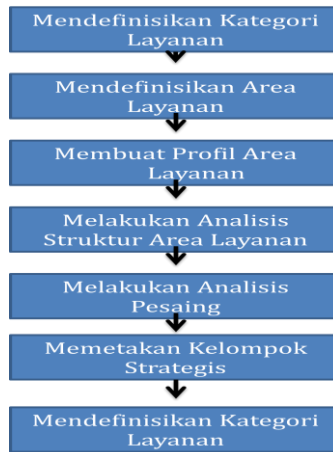 Mendefinisikan Kategori
Layanan
Mendefinisikan Area
Layanan
Membuat Profil Area
Layanan
Melakukan Analisis
Struktur Area Layanan
Melakukan Analisis
Pesaing
Memetakan Kelompok
Strategis
Mendefinisikan Kategori
Layanan